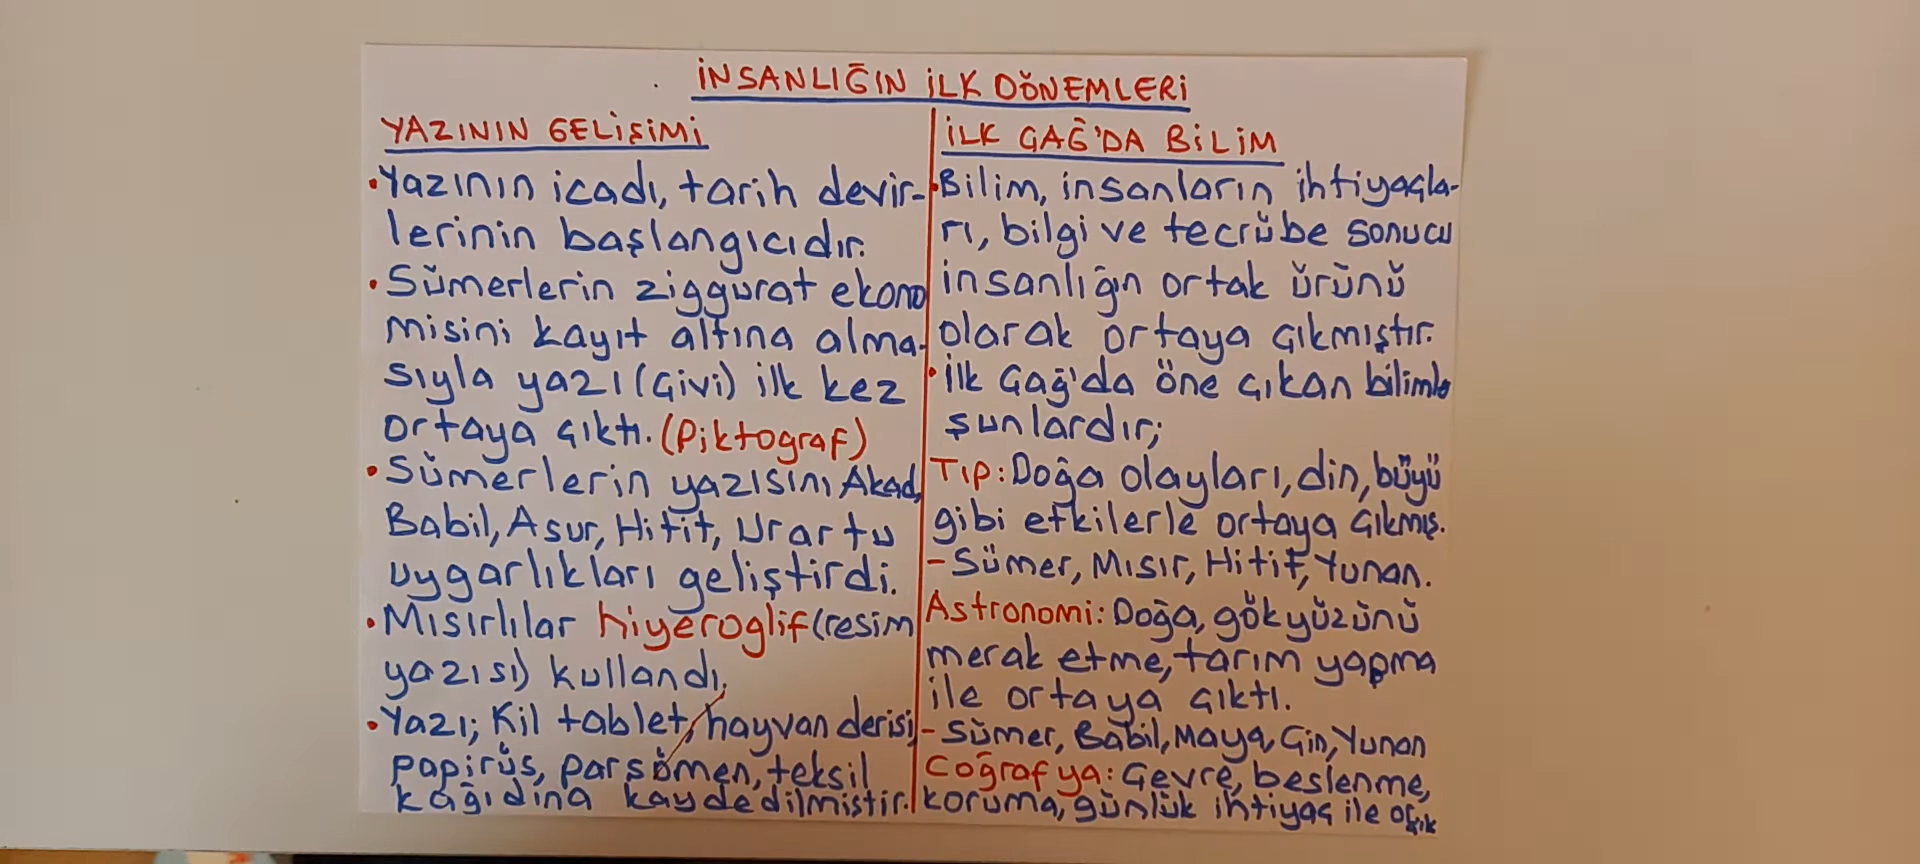 İNSANLIĞIN İLK DÖNEMLERİ
YAZININ GELİŞİMİ
• Yazının icadı, tarih devir-
lerinin başlangıcıdır.
• Sümerlerin ziggurat ekono
misini kayıt altına alma-
sıyla yazı (Çivi) ilk kez
ortaya çıktı. (Piktograf)
• Sümerlerin yazısını Akad,
Babil, Asur, Hitit, Urartu
uygarlıkları geliştirdi.
• Mısırlılar hiyeroglif (resim
yazısı) kullandı.
• Yazı; Kil tablet, hayvan derisi,
papirüs, parşömen, teksil
kağıdına kaydedilmiştir.
İLK ÇAĞ'DA BİLİM
• Bilim, insanların ihtiyaçla-
rı, bilgi ve tecrübe sonucu
insanlığın ortak ürünü
olarak ortaya çıkmıştır.
• İlk Çağ'da öne çıkan bilimle
şunlardır;
Tıp: Doğa olayları, din, büyü
gibi etkilerle ortaya çıkmış.
- Sümer, Mısır, Hitit, Yunan.
Astronomi: Doğa, gökyüzünü
merak etme, tarım yapma
ile ortaya çıktı.
- Sümer, Babil, Maya, Çin, Yunan
Coğrafya: Çevre, beslenme,
koruma, günlük ihtiyaç ile